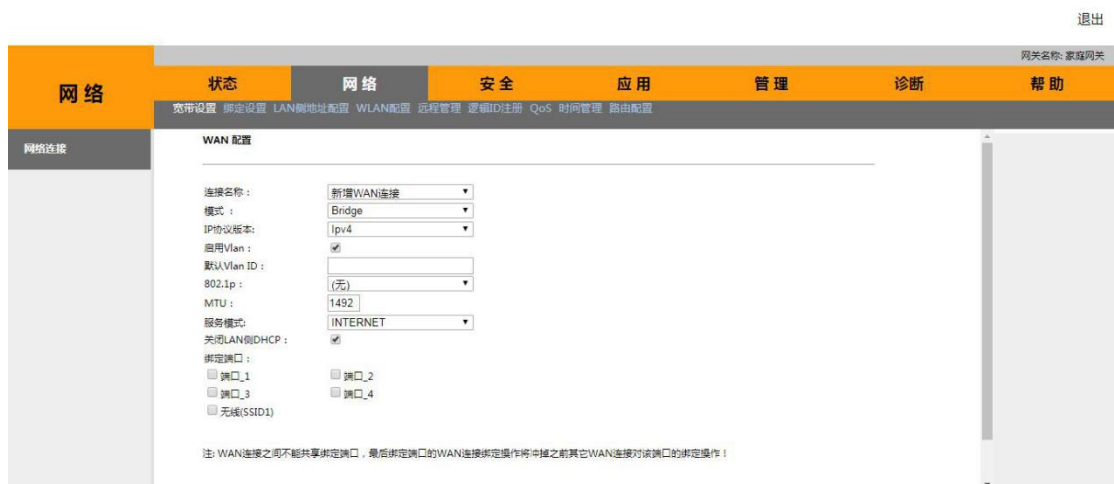 退出
网关名称: 家庭网关
网络
状态 网络 安全 应用 管理 诊断 帮助
宽带设置 绑定设置 LAN侧地址配置 WLAN配置 远程管理 逻辑ID注册 QoS 时间管理 路由配置
网络连接
WAN 配置
连接名称: 新增WAN连接
模式 : Bridge
IP协议版本: Ipv4
启用Vlan :
默认Vlan ID :
802.1p : (无)
MTU : 1492
服务模式: INTERNET
关闭LAN侧DHCP :
绑定端口 :
端口_1 端口_2
端口_3 端口_4
无线(SSID1)
注: WAN连接之间不能共享绑定端口，最后绑定端口的WAN连接绑定操作将冲掉之前其它WAN连接对该端口的绑定操作！